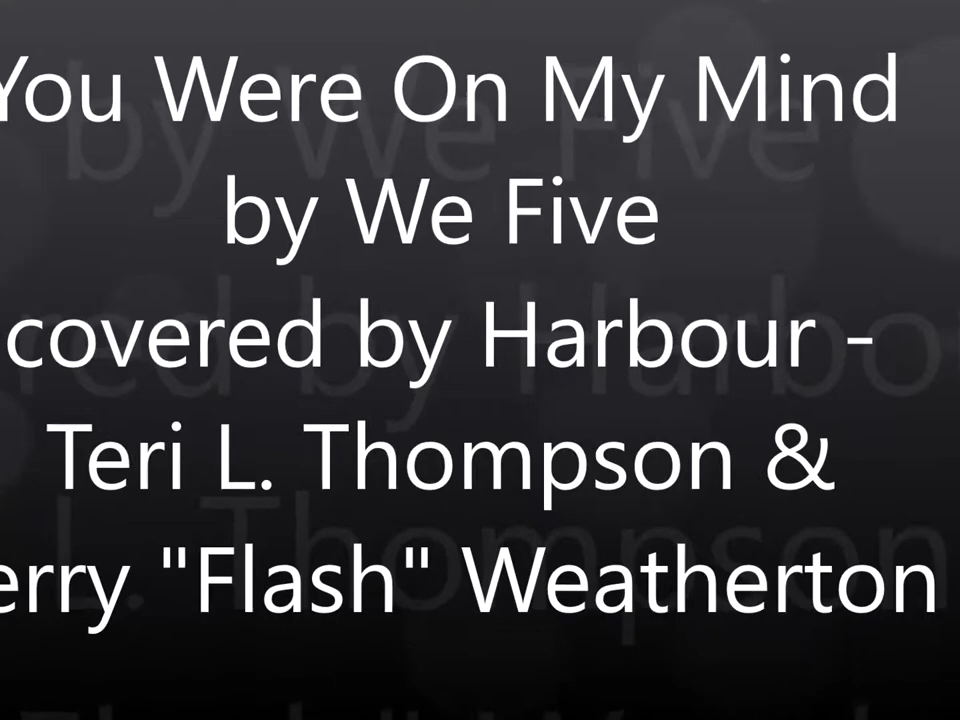 You Were On My Mind
by We Five
covered by Harbour -
Teri L. Thompson &
erry "Flash" Weatherton